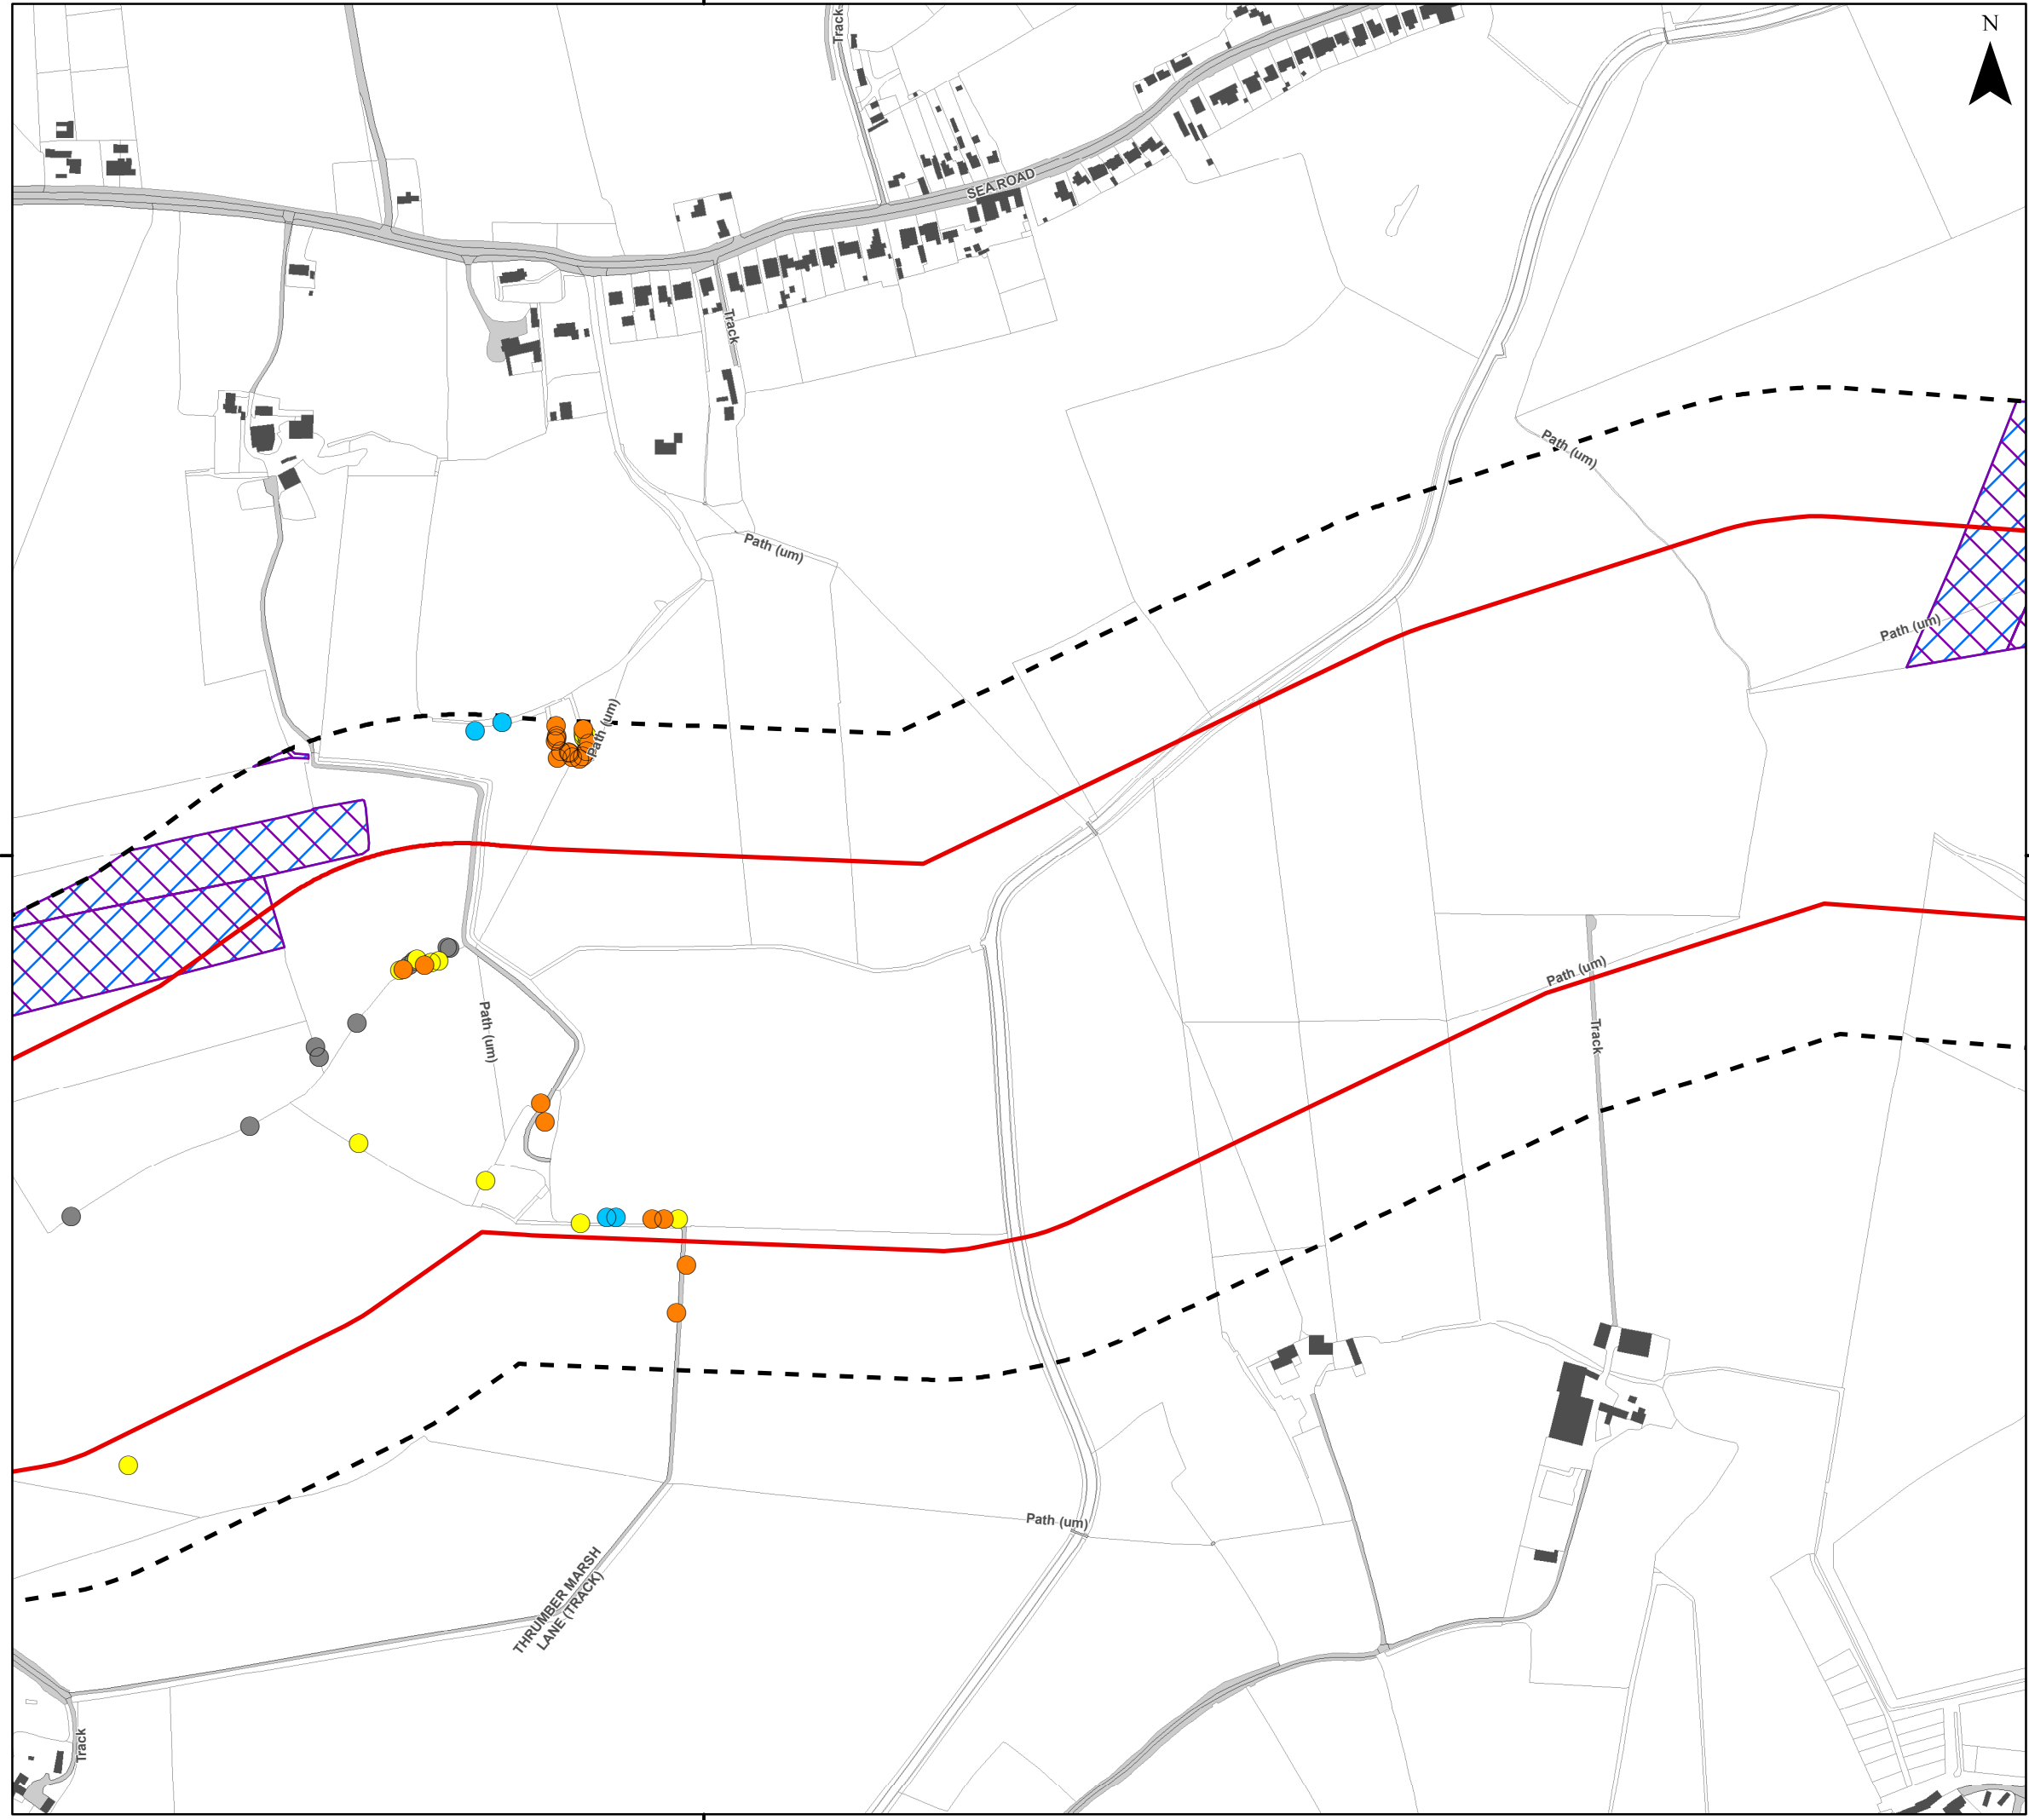 N
Track
SEA ROAD
Track
Path (um)
Path (um)
Path (um)
Path (um)
Path (um)
Path (um)
Track
Path (um)
THRUMBER MARSH
LANE (TRACK)
Track